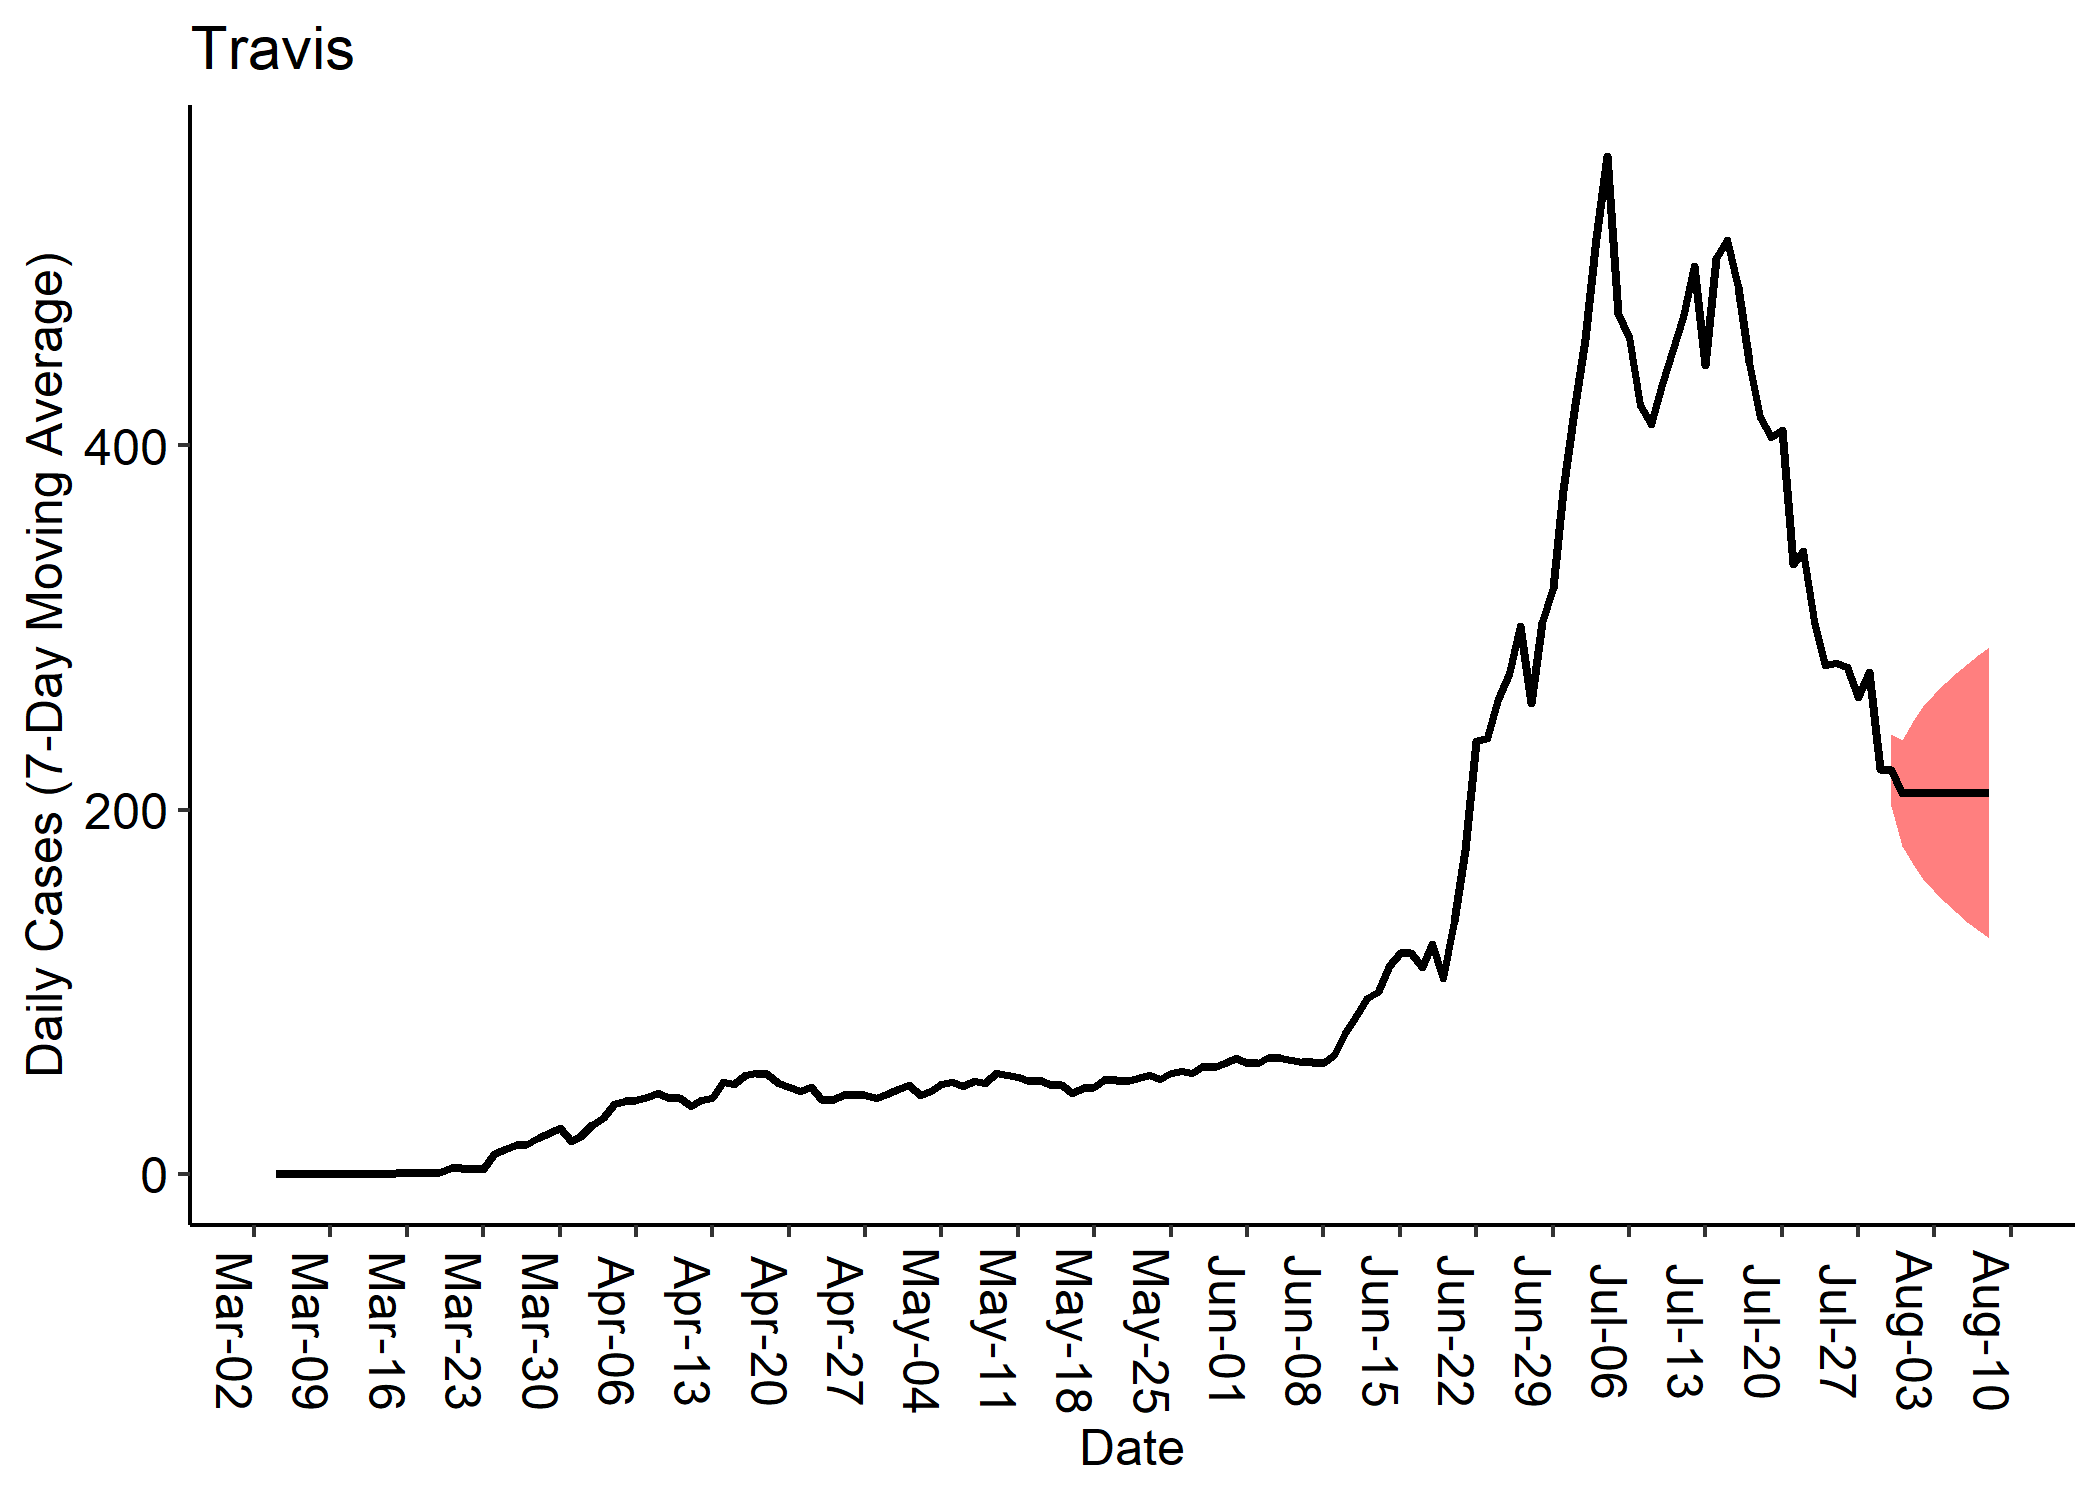 Travis
Daily Cases (7-Day Moving Average)
400
200
0
Mar-02
Mar-09
Mar-16
Mar-23
Mar-30
Apr-06
Apr-13
Apr-20
Apr-27
May-04
May-11
May-18
May-25
Jun-01
Jun-08
Jun-15
Jun-22
Jun-29
Jul-06
Jul-13
Jul-20
Jul-27
Aug-03
Aug-10
Date